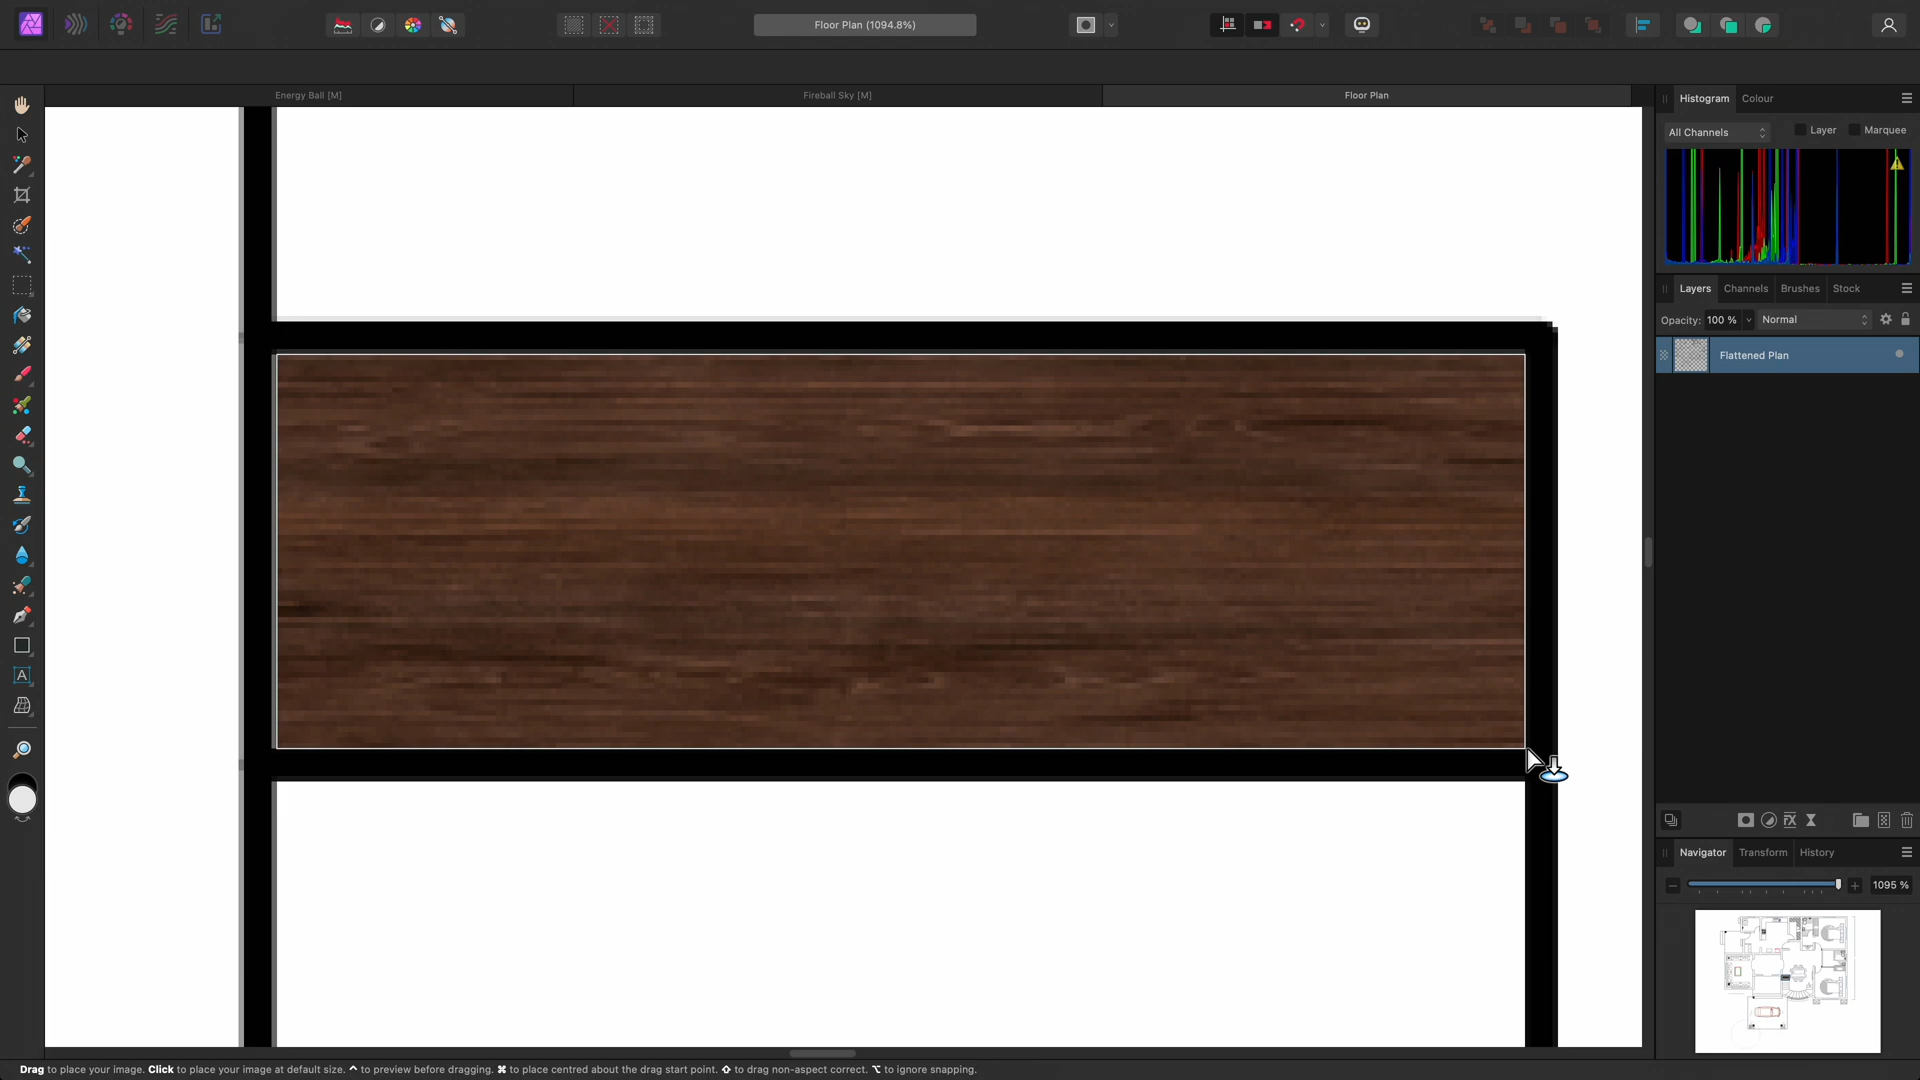 Floor Plan (1094.8%)
Energy Ball [M]
Fireball Sky [M]
Floor Plan
Histogram
Colour
All Channels
Layer
Marquee
Layers
Channels
Brushes
Stock
Opacity:
100 %
Normal
Flattened Plan
Navigator
Transform
History
1095 %
Drag to place your image. Click to place your image at default size. ^ to preview before dragging. ⌘ to place centred about the drag start point. ⇧ to drag non-aspect correct. ⌥ to ignore snapping.